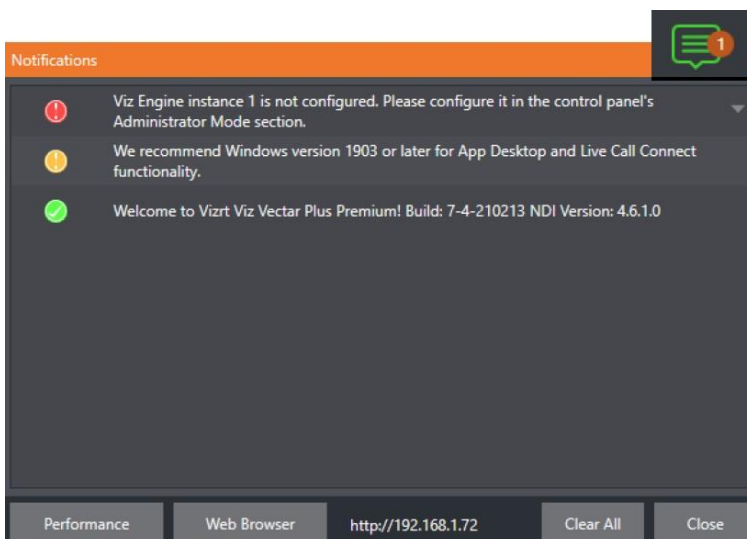 1
Notifications
Viz Engine instance 1 is not configured. Please configure it in the control panel's
Administrator Mode section.
We recommend Windows version 1903 or later for App Desktop and Live Call Connect
functionality.
Welcome to Vizrt Viz Vectar Plus Premium! Build: 7-4-210213 NDI Version: 4.6.1.0
Performance Web Browser http://192.168.1.72 Clear All Close